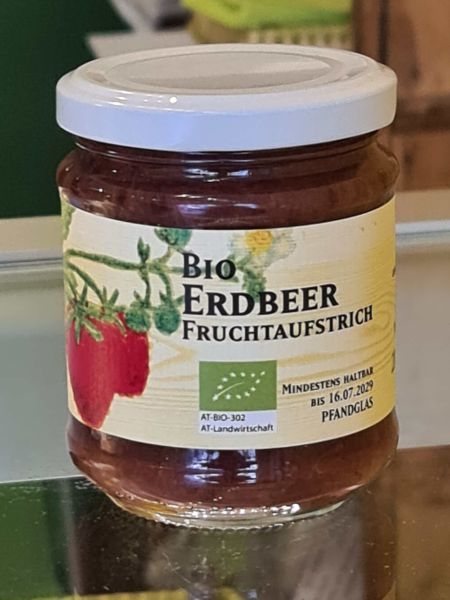 Bio
Erdbeer
Fruchtaufstrich
Mindestens haltbar
bis 16.07.2029
Pfandglas
AT-BIO-302
AT-Landwirtschaft